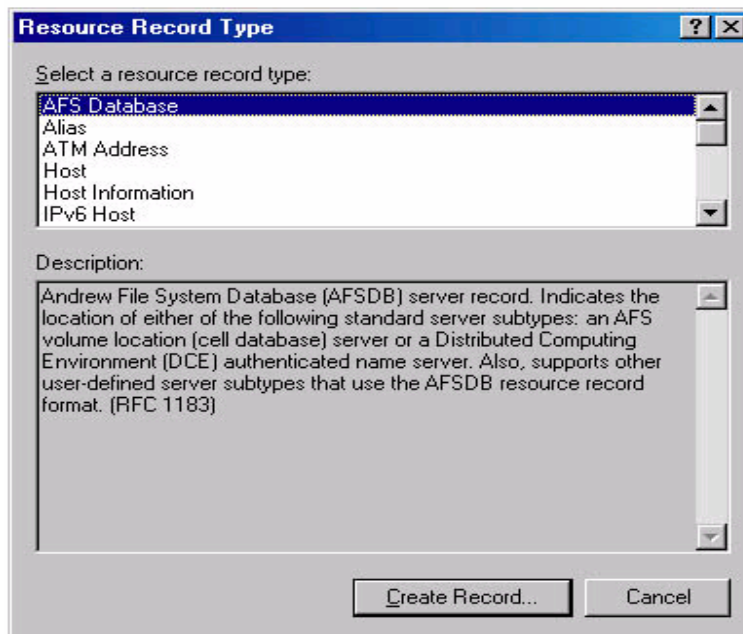 Resource Record Type
Select a resource record type:
AFS Database
Alias
ATM Address
Host
Host Information
IPv6 Host
Description:
Andrew File System Database (AFSDB) server record. Indicates the
location of either of the following standard server subtypes: an AFS
volume location (cell database) server or a Distributed Computing
Environment (DCE) authenticated name server. Also, supports other
user-defined server subtypes that use the AFSDB resource record
format. (RFC 1183)
Create Record...
Cancel